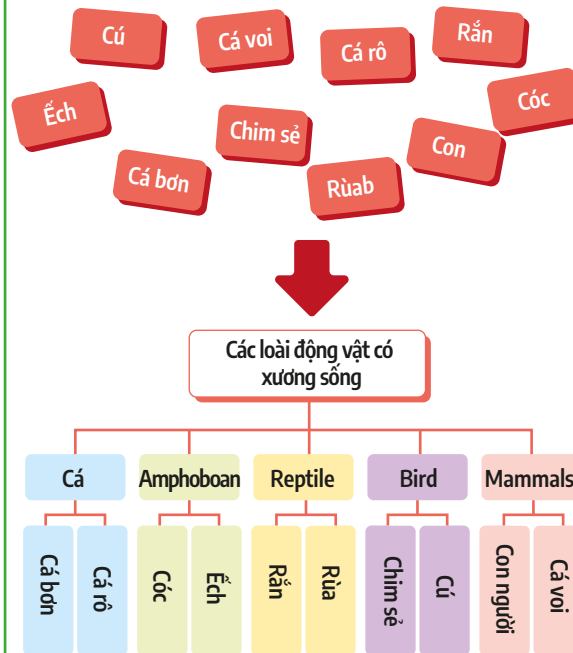 Cú
Cá voi
Cá rô
Rắn
Ếch
Chim sẻ
Con
Cóc
Cá bơn
Rùab
Các loài động vật có
xương sống
Cá
Amphoboan
Reptile
Bird
Mammals
Cá bơn
Cá rô
Cóc
Ếch
Rắn
Rùa
Chim sẻ
Cú
Con người
Cá voi